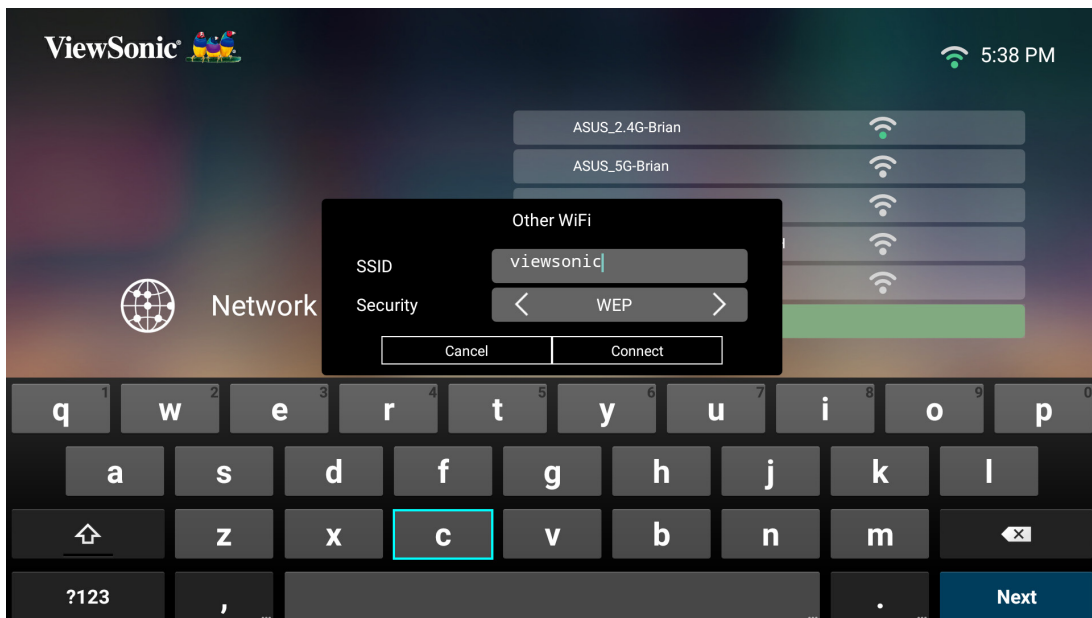 ViewSonic®
5:38 PM
ASUS_2.4G-Brian
ASUS_5G-Brian
Other WiFi
SSID viewsonic
Security WEP
Network
Cancel Connect
q 1 w 2 e 3 r 4 t 5 y 6 u 7 i 8 o 9 p 0
a s d f g h j k l
z x c v b n m
?123 , ... ... . ... Next